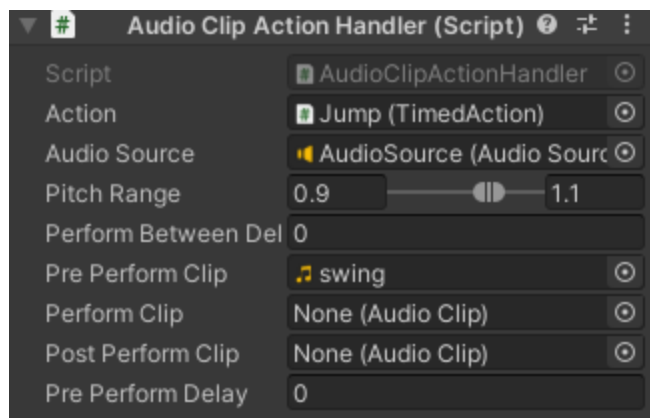 # Audio Clip Action Handler (Script)
Script # AudioClipActionHandler
Action # Jump (TimedAction)
Audio Source AudioSource (Audio Sourc
Pitch Range 0.9 1.1
Perform Between Del 0
Pre Perform Clip swing
Perform Clip None (Audio Clip)
Post Perform Clip None (Audio Clip)
Pre Perform Delay 0